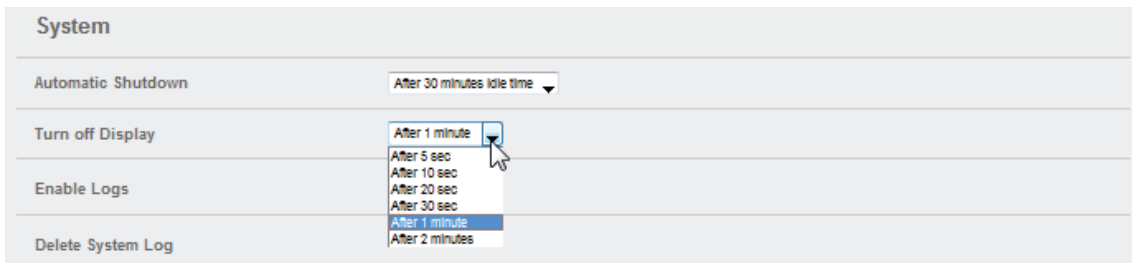 System
Automatic Shutdown
After 30 minutes idle time
Turn off Display
After 1 minute
After 5 sec
After 10 sec
Enable Logs
After 20 sec
After 30 sec
After 1 minute
Delete System Log
After 2 minutes